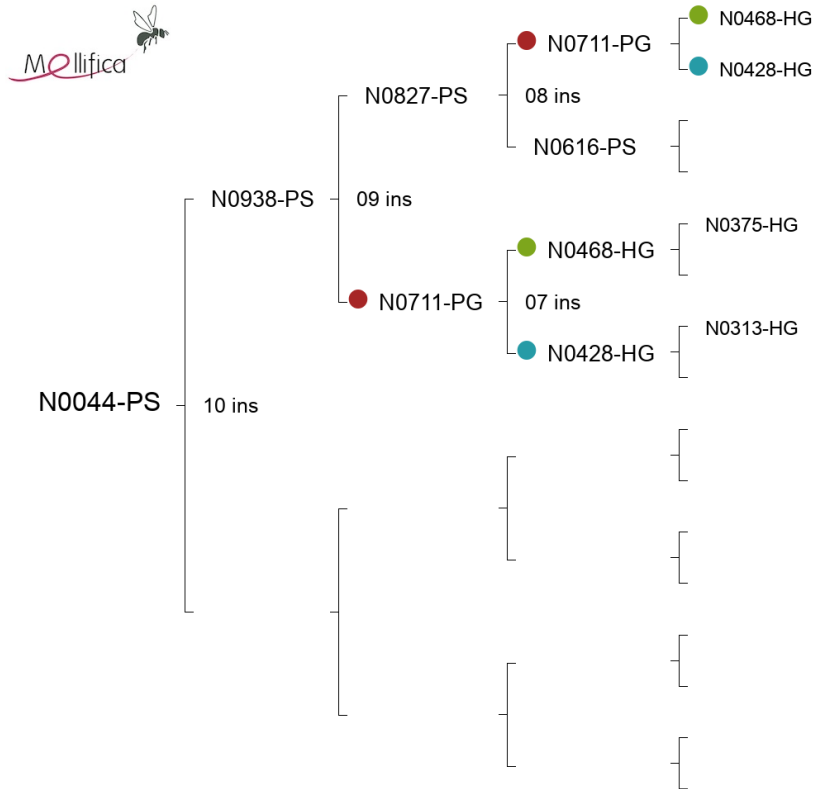 Mellifica
N0468-HG
N0711-PG
N0428-HG
N0827-PS
08 ins
N0616-PS
N0938-PS
09 ins
N0375-HG
N0468-HG
N0711-PG
07 ins
N0313-HG
N0428-HG
N0044-PS
10 ins